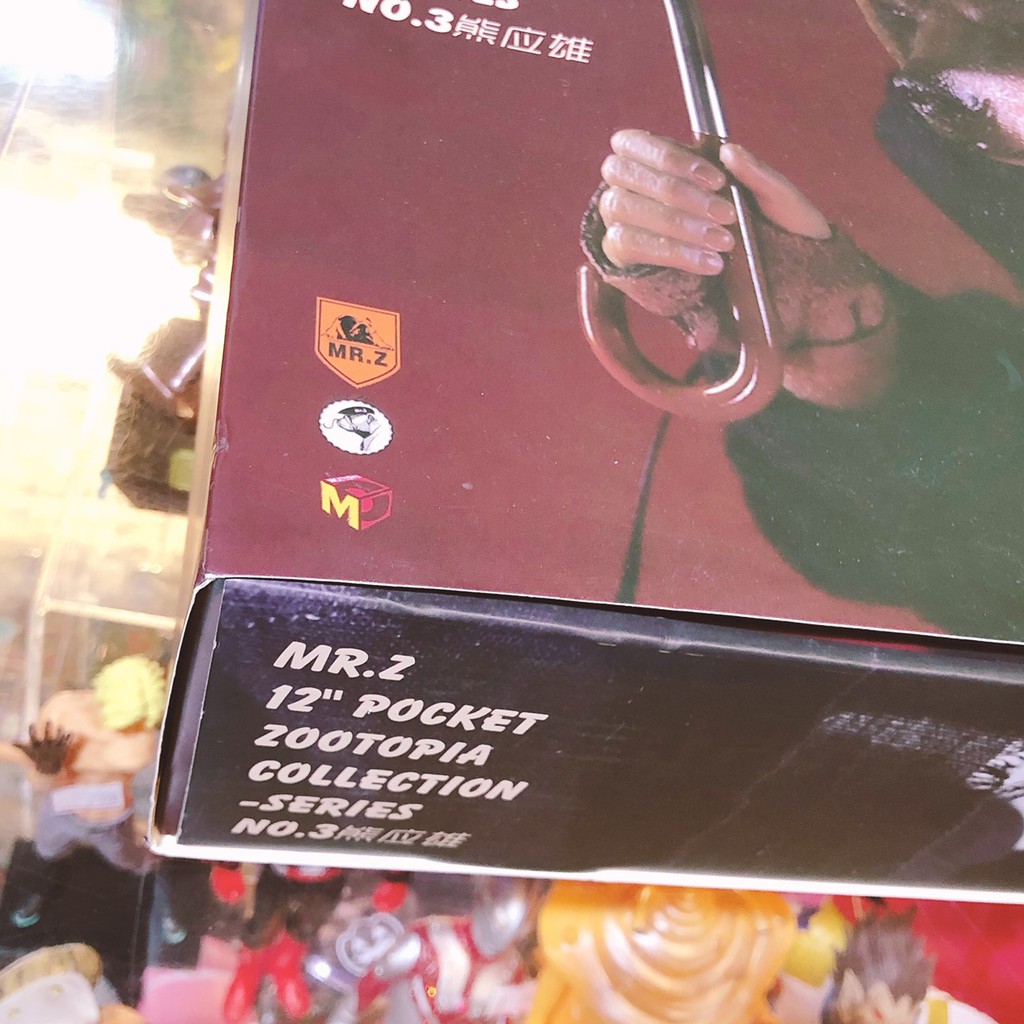 NO.3熊应雄
MR.Z
M
MR.Z
12" POCKET
ZOOTOPIA
COLLECTION
-SERIES
NO.3熊应雄